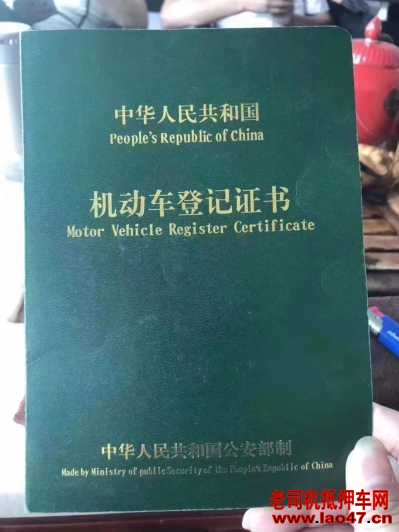 中华人民共和国
People's Republic of China
机动车登记证书
Motor Vehicle Register Certificate
中华人民共和国公安部制
Made by Ministry of public Security of the People's Republic of China
老司机抵押车网
www.lao47.cn